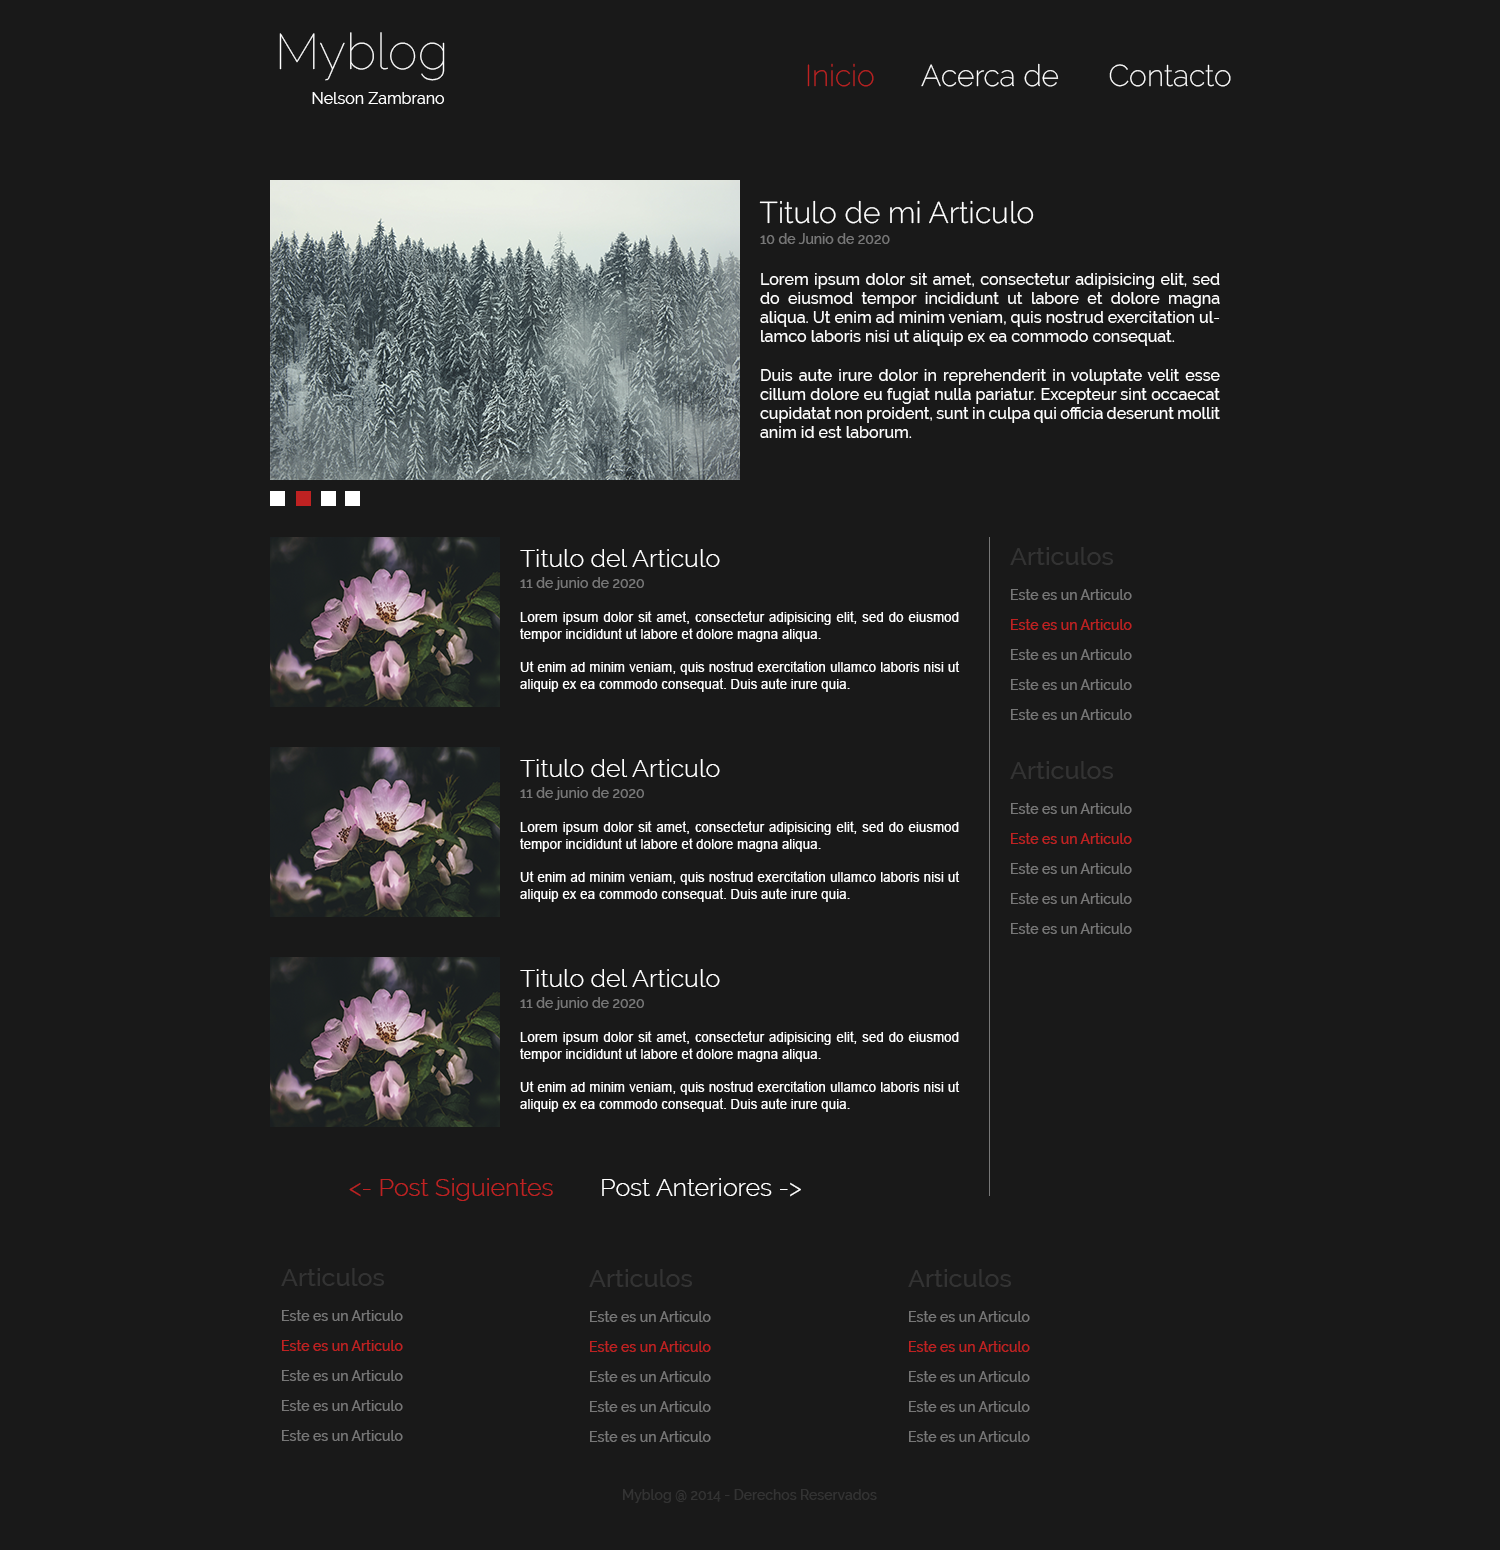 Myblog
Nelson Zambrano
Inicio
Acerca de
Contacto
Titulo de mi Articulo
10 de Junio de 2020
Lorem ipsum dolor sit amet, consectetur adipisicing elit, sed
do eiusmod tempor incididunt ut labore et dolore magna
aliqua. Ut enim ad minim veniam, quis nostrud exercitation ul-
lamco laboris nisi ut aliquip ex ea commodo consequat.
Duis aute irure dolor in reprehenderit in voluptate velit esse
cillum dolore eu fugiat nulla pariatur. Excepteur sint occaecat
cupidatat non proident, sunt in culpa qui officia deserunt mollit
anim id est laborum.
Titulo del Articulo
11 de junio de 2020
Lorem ipsum dolor sit amet, consectetur adipisicing elit, sed do eiusmod
tempor incididunt ut labore et dolore magna aliqua.
Ut enim ad minim veniam, quis nostrud exercitation ullamco laboris nisi ut
aliquip ex ea commodo consequat. Duis aute irure quia.
Titulo del Articulo
11 de junio de 2020
Lorem ipsum dolor sit amet, consectetur adipisicing elit, sed do eiusmod
tempor incididunt ut labore et dolore magna aliqua.
Ut enim ad minim veniam, quis nostrud exercitation ullamco laboris nisi ut
aliquip ex ea commodo consequat. Duis aute irure quia.
Titulo del Articulo
11 de junio de 2020
Lorem ipsum dolor sit amet, consectetur adipisicing elit, sed do eiusmod
tempor incididunt ut labore et dolore magna aliqua.
Ut enim ad minim veniam, quis nostrud exercitation ullamco laboris nisi ut
aliquip ex ea commodo consequat. Duis aute irure quia.
<- Post Siguientes
Post Anteriores ->
Articulos
Este es un Articulo
Este es un Articulo
Este es un Articulo
Este es un Articulo
Este es un Articulo
Articulos
Este es un Articulo
Este es un Articulo
Este es un Articulo
Este es un Articulo
Este es un Articulo
Articulos
Este es un Articulo
Este es un Articulo
Este es un Articulo
Este es un Articulo
Este es un Articulo
Articulos
Este es un Articulo
Este es un Articulo
Este es un Articulo
Este es un Articulo
Este es un Articulo
Articulos
Este es un Articulo
Este es un Articulo
Este es un Articulo
Este es un Articulo
Este es un Articulo
Myblog @ 2014 - Derechos Reservados